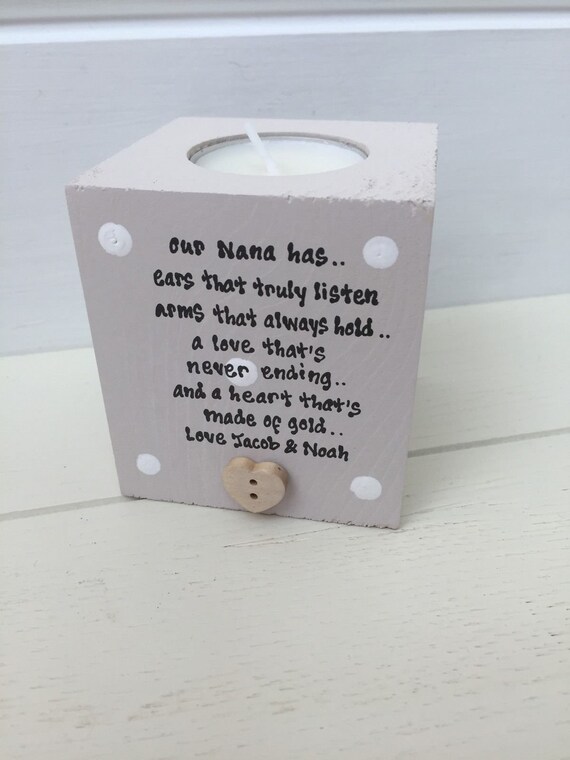 our Nana has..
ears that truly listen
arms that always hold..
a love that's
never ending..
and a heart that's
made of gold..
Love Jacob & Noah